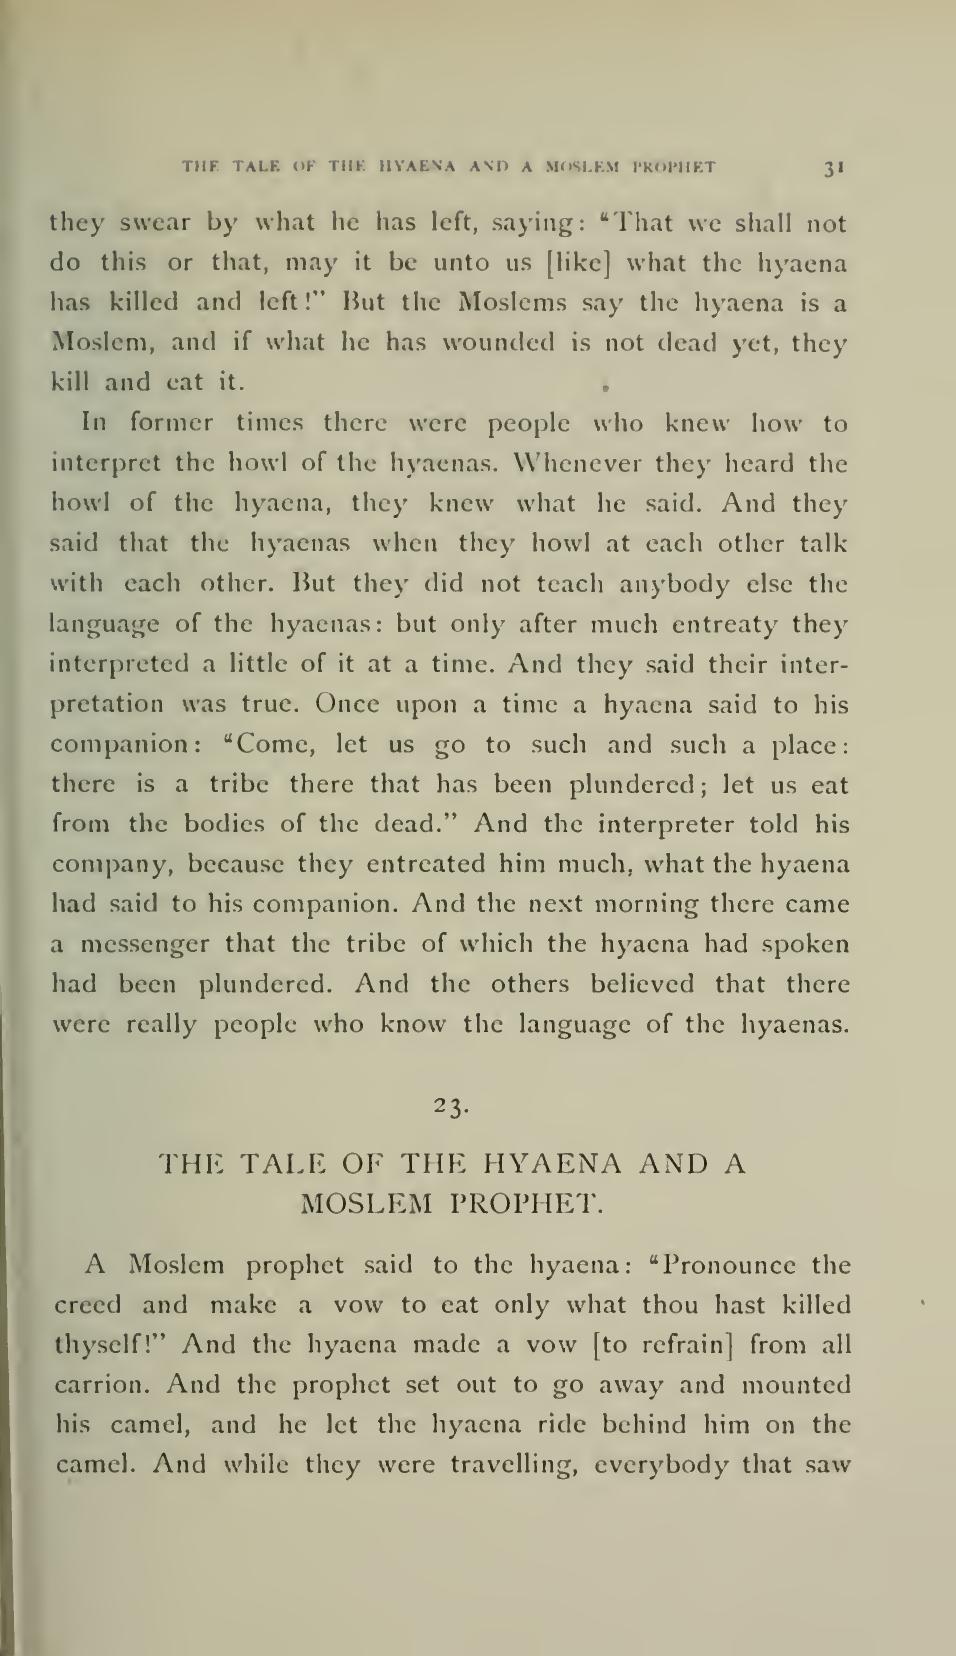 THE TALE OF THE HYAENA AND A MOSLEM PROPHET 31
they swear by what he has left, saying: “That we shall not
do this or that, may it be unto us [like] what the hyaena
has killed and left!” But the Moslems say the hyaena is a
Moslem, and if what he has wounded is not dead yet, they
kill and eat it.
In former times there were people who knew how to
interpret the howl of the hyaenas. Whenever they heard the
howl of the hyaena, they knew what he said. And they
said that the hyaenas when they howl at each other talk
with each other. But they did not teach anybody else the
language of the hyaenas: but only after much entreaty they
interpreted a little of it at a time. And they said their inter-
pretation was true. Once upon a time a hyaena said to his
companion: “Come, let us go to such and such a place:
there is a tribe there that has been plundered; let us eat
from the bodies of the dead.” And the interpreter told his
company, because they entreated him much, what the hyaena
had said to his companion. And the next morning there came
a messenger that the tribe of which the hyaena had spoken
had been plundered. And the others believed that there
were really people who know the language of the hyaenas.
23.
THE TALE OF THE HYAENA AND A
MOSLEM PROPHET.
A Moslem prophet said to the hyaena: “Pronounce the
creed and make a vow to eat only what thou hast killed
thyself!” And the hyaena made a vow [to refrain] from all
carrion. And the prophet set out to go away and mounted
his camel, and he let the hyaena ride behind him on the
camel. And while they were travelling, everybody that saw